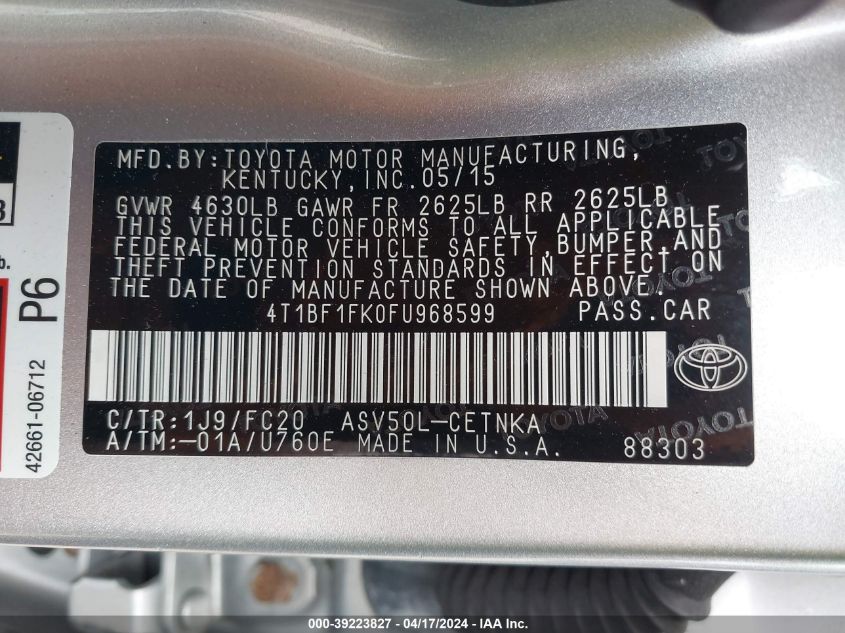 MFD.BY:TOYOTA MOTOR MANUFACTURING,
KENTUCKY,INC.05/15
GVWR 4630LB GAWR FR 2625LB RR 2625LB
THIS VEHICLE CONFORMS TO ALL APPLICABLE
FEDERAL MOTOR VEHICLE SAFETY,BUMPER,AND
THEFT PREVENTION STANDARDS IN EFFECT ON
THE DATE OF MANUFACTURE SHOWN ABOVE.
4T1BF1FK0FU968599 PASS.CAR
C/TR:1J9/FC20 ASV50L-CETNKA
A/TM:-01A/U760E MADE IN U.S.A. 88303
P6
42661-06712
TOYOTA
000-39223827 - 04/17/2024 - IAA Inc.